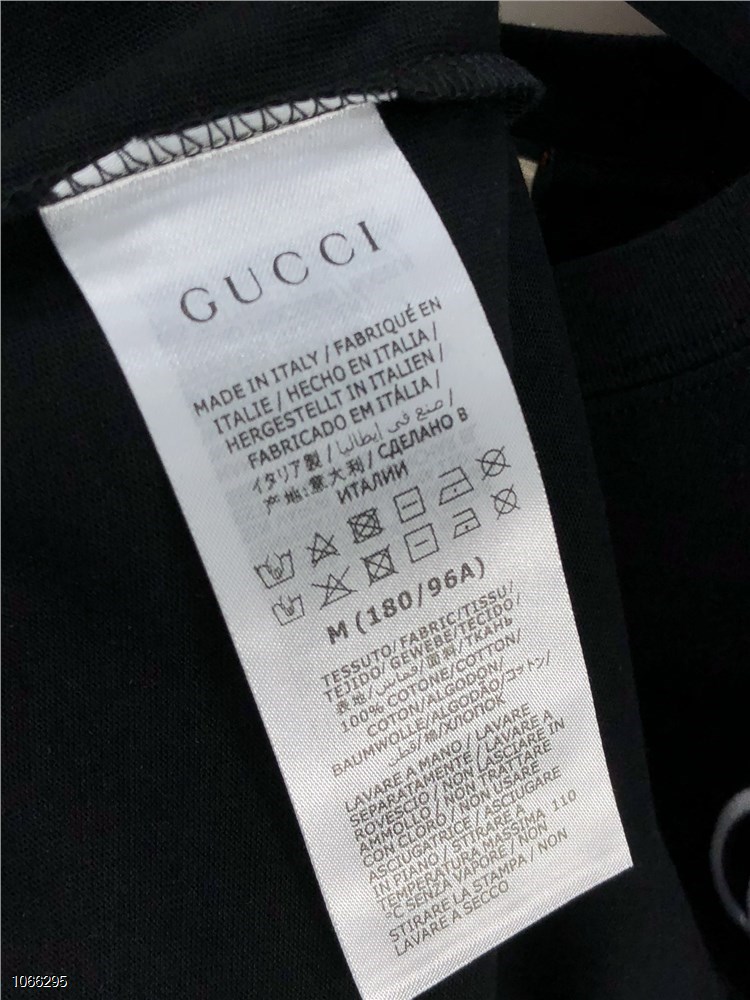 GUCCI
MADE IN ITALY / FABRIQUÉ EN
ITALIE / HECHO EN ITALIA /
HERGESTELLT IN ITALIEN /
FABRICADO EM ITÁLIA /
イタリア製 / صنع في إيطاليا /
产地:意大利 / СДЕЛАНО В
ИТАЛИИ
M (180/96A)
TESSUTO/FABRIC/TISSU/
TEJIDO/GEWEBE/TECIDO/
表地/القماش/面料/ТКАНЬ
100% COTONE/COTTON/
COTON/ALGODON/
BAUMWOLLE/ALGODÃO/コットン/
قطن/棉/ХЛОПОК
LAVARE A MANO / LAVARE
SEPARATAMENTE / LAVARE A
ROVESCIO / NON LASCIARE IN
AMMOLLO / NON TRATTARE
CON CLORO / NON USARE
ASCIUGATRICE / ASCIUGARE
IN PIANO / STIRARE A
TEMPERATURA MASSIMA 110
°C SENZA VAPORE / NON
STIRARE LA STAMPA / NON
LAVARE A SECCO
1066295